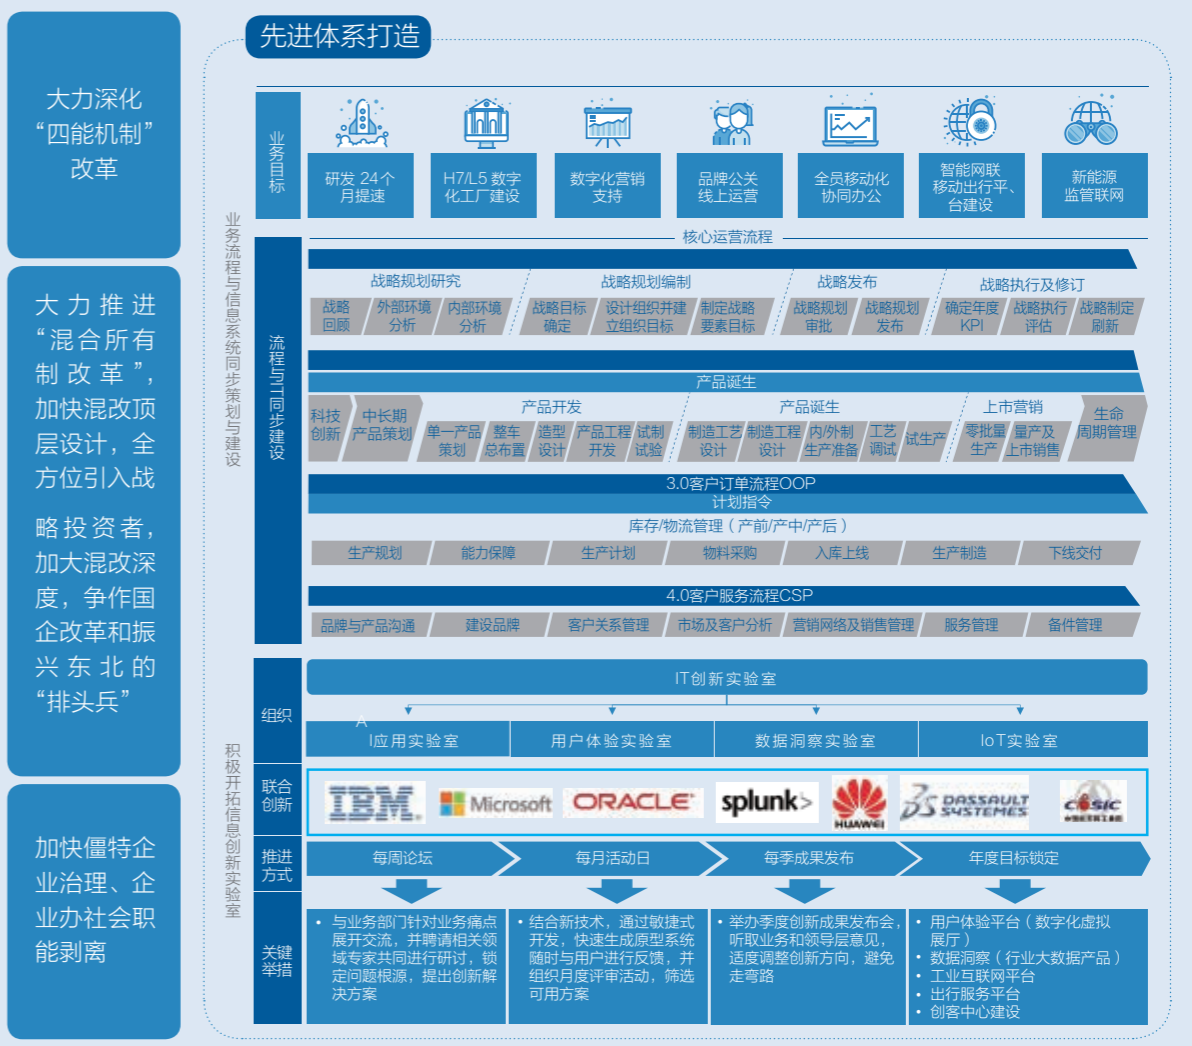 大力深化
“四能机制”
改革
大力推进
“混合所有
制改革”，
加快混改顶
层设计，全
方位引入战
略投资者，
加大混改深
度，争作国
企改革和振
兴东北的
“排头兵”
加快僵特企
业治理、企
业办社会职
能剥离
先进体系打造
业务流程与信息系统同步策划与建设
业务目标
研发 24个
月提速
H7/L5 数字
化工厂建设
数字化营销
支持
品牌公关
线上运营
全员移动化
协同办公
智能网联
移动出行平、
台建设
新能源
监管联网
流程与IT同步建设
核心运营流程
战略规划研究
战略规划编制
战略发布
战略执行及修订
战略
回顾
外部环境
分析
内部环境
分析
战略目标
确定
设计组织并建
立组织目标
制定战略
要素目标
战略规划
审批
战略规划
发布
确定年度
KPI
战略执行
评估
战略制定
刷新
产品诞生
科技
创新
中长期
产品策划
产品开发
产品诞生
上市营销
生命
周期管理
单一产品
策划
整车
总布置
造型
设计
产品工程
开发
试制
试验
制造工艺
设计
制造工程
设计
内/外制
生产准备
工艺
调试
试生产
零批量
生产
量产及
上市销售
3.0客户订单流程OOP
计划指令
库存/物流管理（产前/产中/产后）
生产规划
能力保障
生产计划
物料采购
入库上线
生产制造
下线交付
4.0客户服务流程CSP
品牌与产品沟通
建设品牌
客户关系管理
市场及客户分析
营销网络及销售管理
服务管理
备件管理
积极开拓信息创新实验室
组织
IT创新实验室
A
I应用实验室
用户体验实验室
数据洞察实验室
IoT实验室
联合
创新
IBM
Microsoft
ORACLE
splunk>
HUAWEI
DASSAULT
SYSTEMES
CASIC
推进
方式
每周论坛
每月活动日
每季成果发布
年度目标锁定
关键
举措
• 与业务部门针对业务痛点
展开交流，并聘请相关领
域专家共同进行研讨，锁
定问题根源，提出创新解
决方案
• 结合新技术，通过敏捷式
开发，快速生成原型系统
随时与用户进行反馈，并
组织月度评审活动，筛选
可用方案
• 举办季度创新成果发布会，
听取业务和领导层意见，
适度调整创新方向，避免
走弯路
• 用户体验平台（数字化虚拟
展厅）
• 数据洞察（行业大数据产品）
• 工业互联网平台
• 出行服务平台
• 创客中心建设